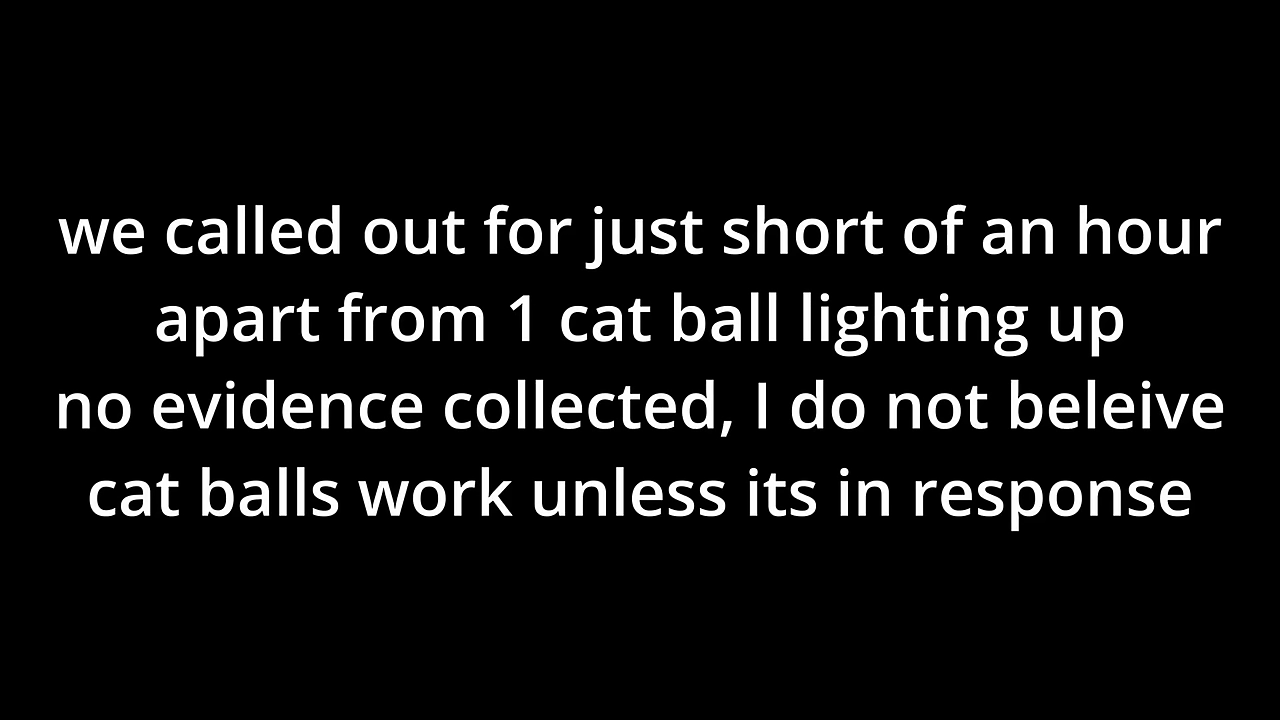 we called out for just short of an hour
apart from 1 cat ball lighting up
no evidence collected, I do not beleive
cat balls work unless its in response